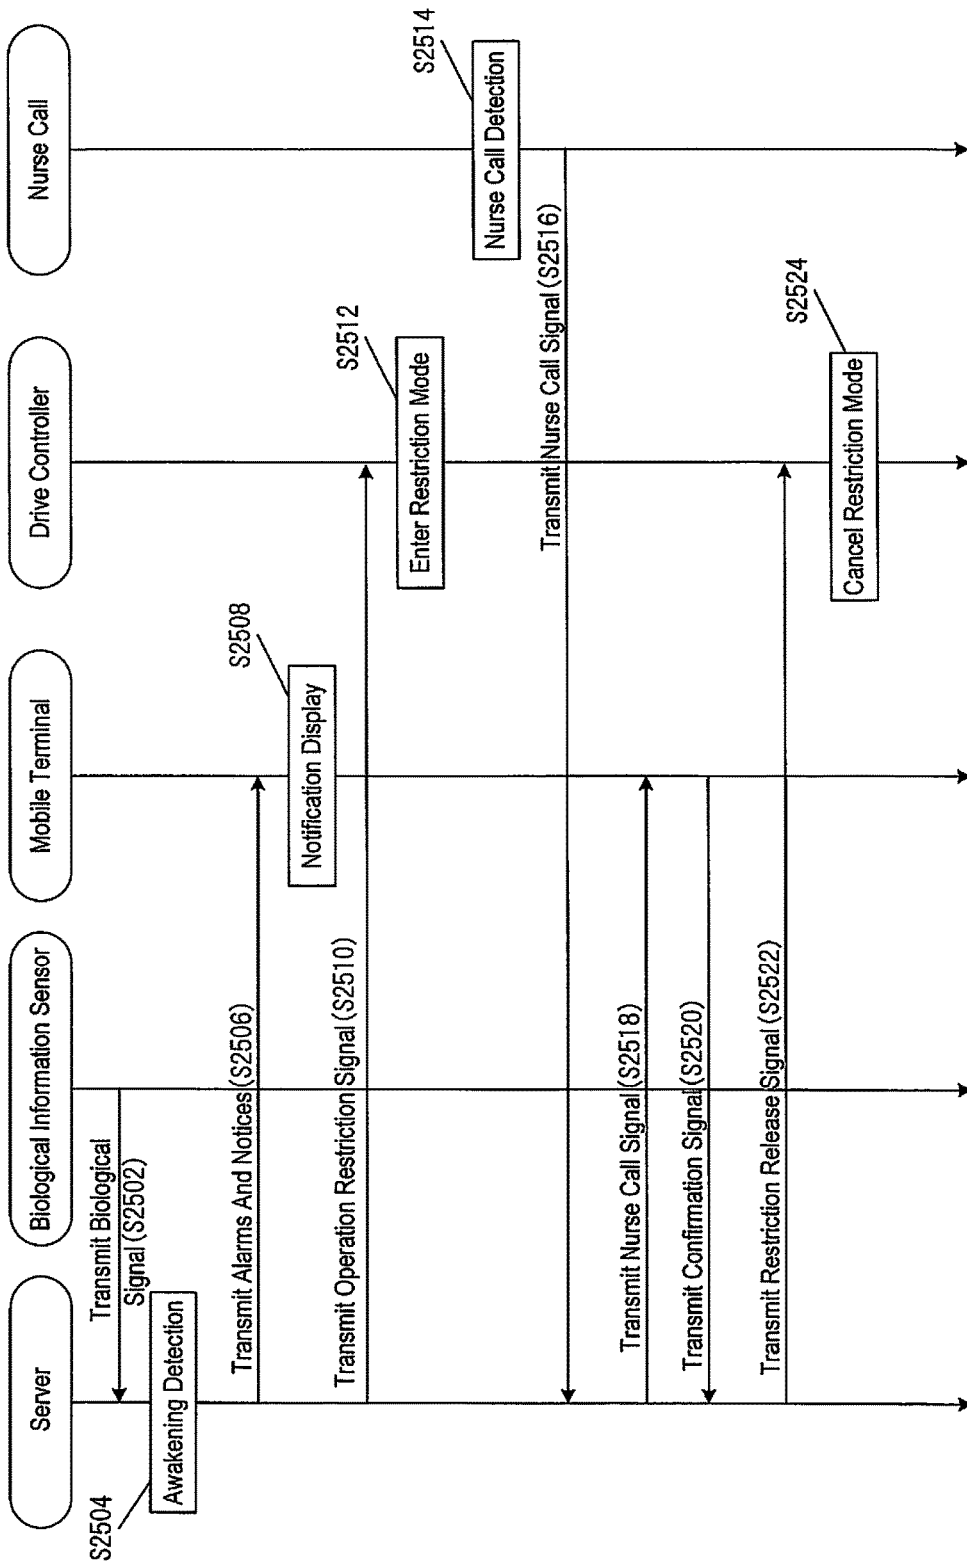 Server
Biological Information Sensor
Mobile Terminal
Drive Controller
Nurse Call
Transmit Biological
Signal (S2502)
S2504
Awakening Detection
Transmit Alarms And Notices (S2506)
S2508
Notification Display
Transmit Operation Restriction Signal (S2510)
S2512
Enter Restriction Mode
S2514
Nurse Call Detection
Transmit Nurse Call Signal (S2516)
Transmit Nurse Call Signal (S2518)
Transmit Confirmation Signal (S2520)
Transmit Restriction Release Signal (S2522)
S2524
Cancel Restriction Mode